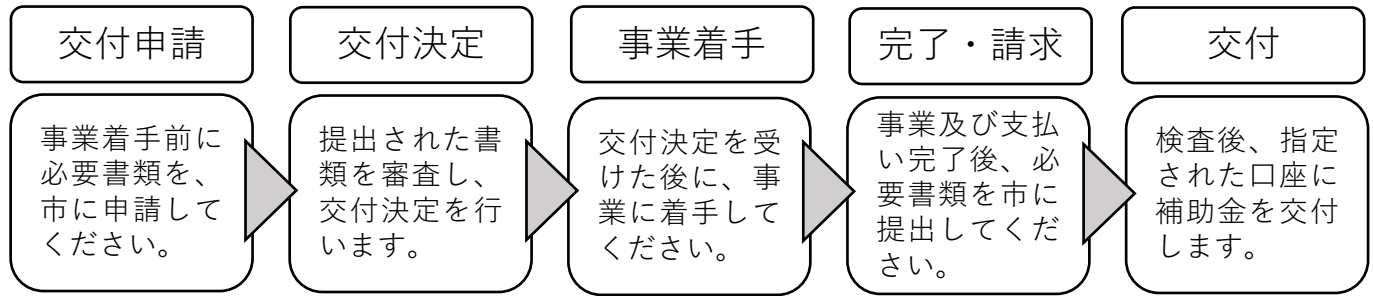 交付申請
事業着手前に
必要書類を、
市に申請して
ください。
交付決定
提出された書
類を審査し、
交付決定を行
います。
事業着手
交付決定を受
けた後に、事
業に着手して
ください。
完了・請求
事業及び支払
い完了後、必
要書類を市に
提出してくだ
さい。
交付
検査後、指定
された口座に
補助金を交付
します。